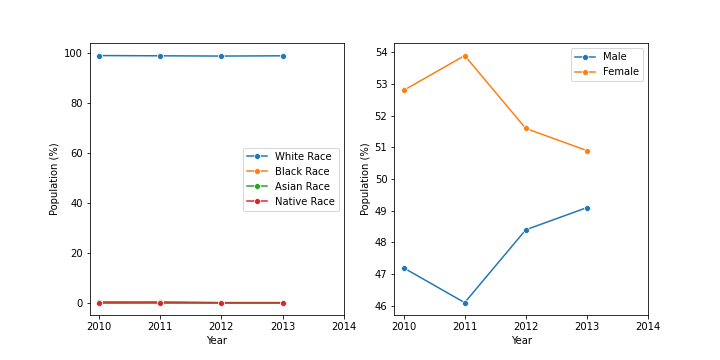 100
80
60
40
20
0
Population (%)
2010 2011 2012 2013 2014
Year
White Race
Black Race
Asian Race
Native Race
54
53
52
51
50
49
48
47
46
Population (%)
2010 2011 2012 2013 2014
Year
Male
Female